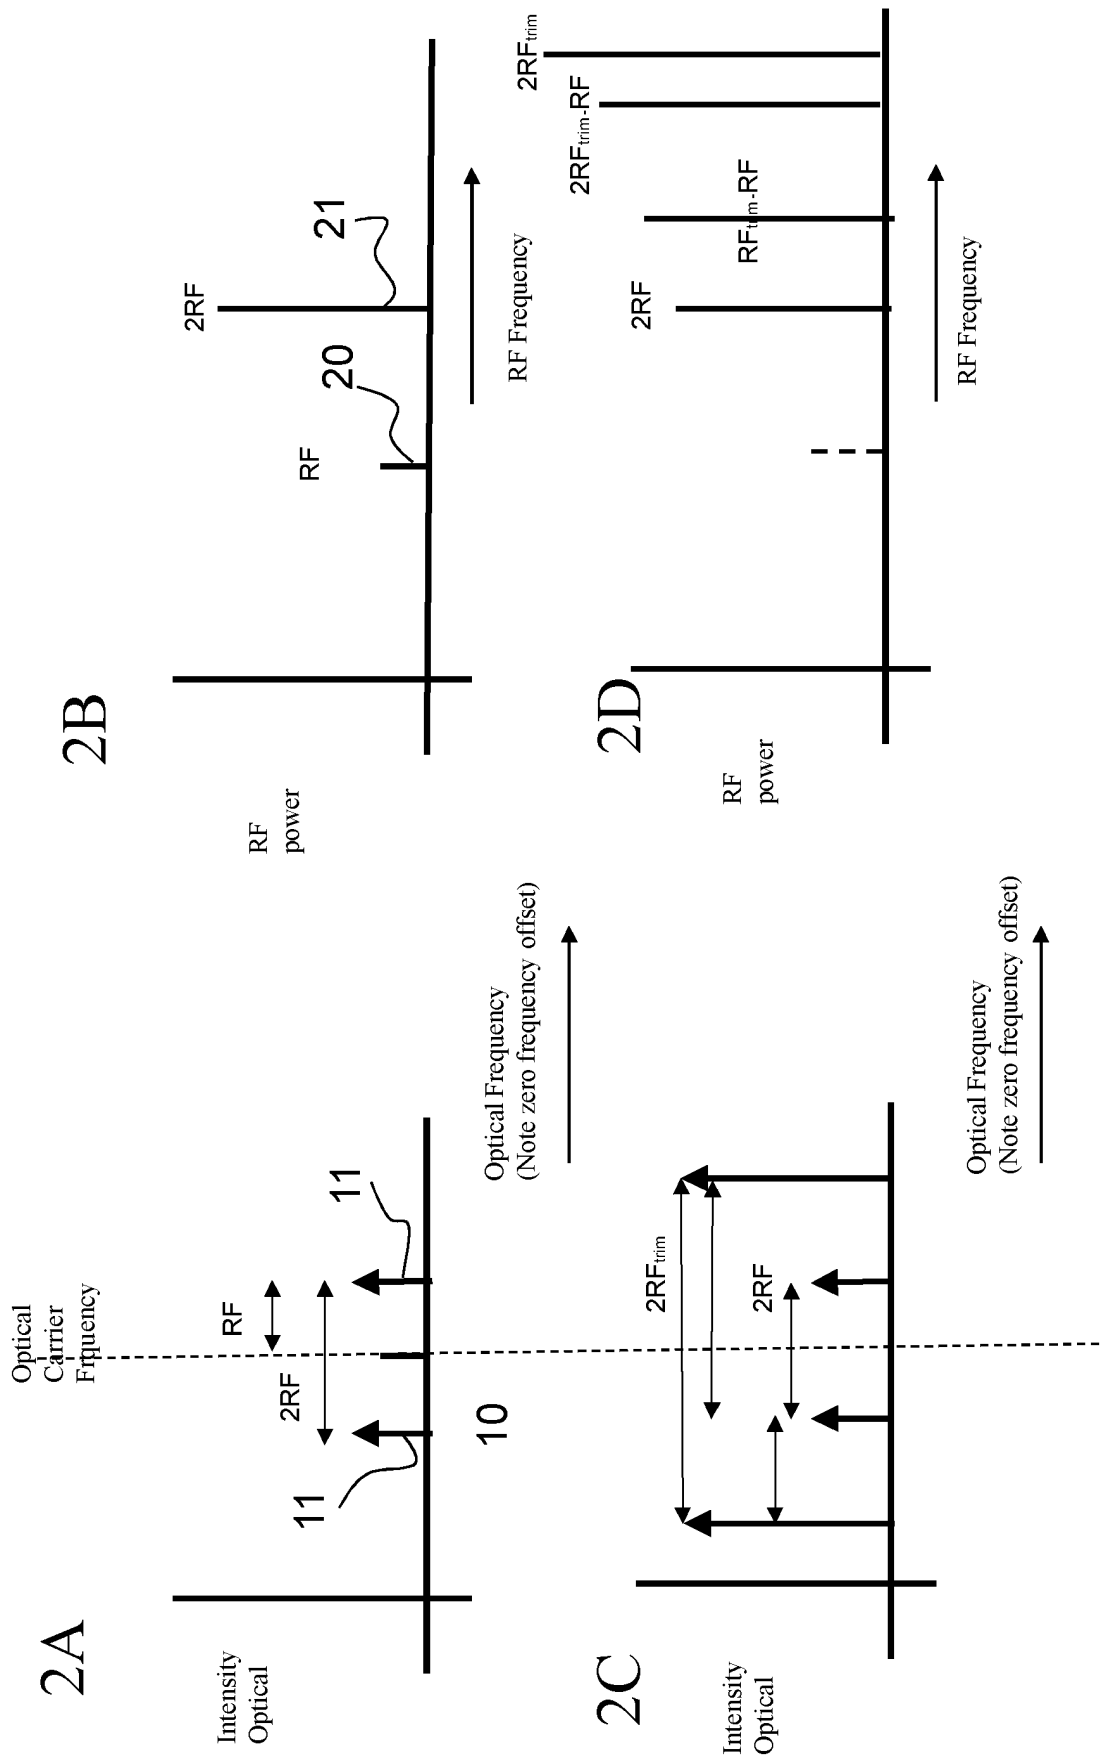 2A
Intensity
Optical
Optical
Carrier
Frquency
RF
2RF
11
11
10
Optical Frequency
(Note zero frequency offset)
2B
RF
power
RF
20
2RF
21
RF Frequency
2C
Intensity
Optical
2RFtrim
2RF
Optical Frequency
(Note zero frequency offset)
2D
RF
power
2RF
RFtrim-RF
2RFtrim-RF
2RFtrim
RF Frequency